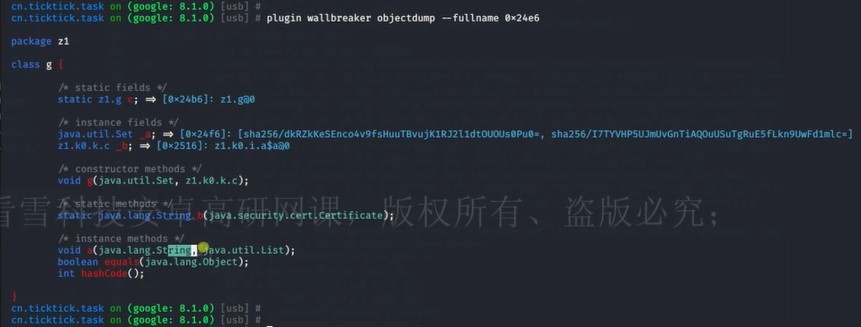 cn.ticktick.task on (google: 8.1.0) [usb] #
cn.ticktick.task on (google: 8.1.0) [usb] # plugin wallbreaker objectdump --fullname 0x24e6
package z1
class g {
/* static fields */
static z1.g c; => [0x24b6]: z1.g@0
/* instance fields */
java.util.Set _a; => [0x24f6]: [sha256/dkRZkKeSEnco4v9fsHuuTBvujK1RJ2l1dtOUOUs0Pu0=, sha256/I7TYVHP5UJmUvGnTiAQOuUSuTgRuE5fLkn9UwFd1mlc=]
z1.k0.k.c _b; => [0x2516]: z1.k0.i.a$a@0
/* constructor methods */
void g(java.util.Set, z1.k0.k.c);
/* static methods */
static java.lang.String b(java.security.cert.Certificate);
看雪科技安卓高研网课，版权所有、盗版必究；
/* instance methods */
void a(java.lang.String, java.util.List);
boolean equals(java.lang.Object);
int hashCode();
}
cn.ticktick.task on (google: 8.1.0) [usb] #
cn.ticktick.task on (google: 8.1.0) [usb] #